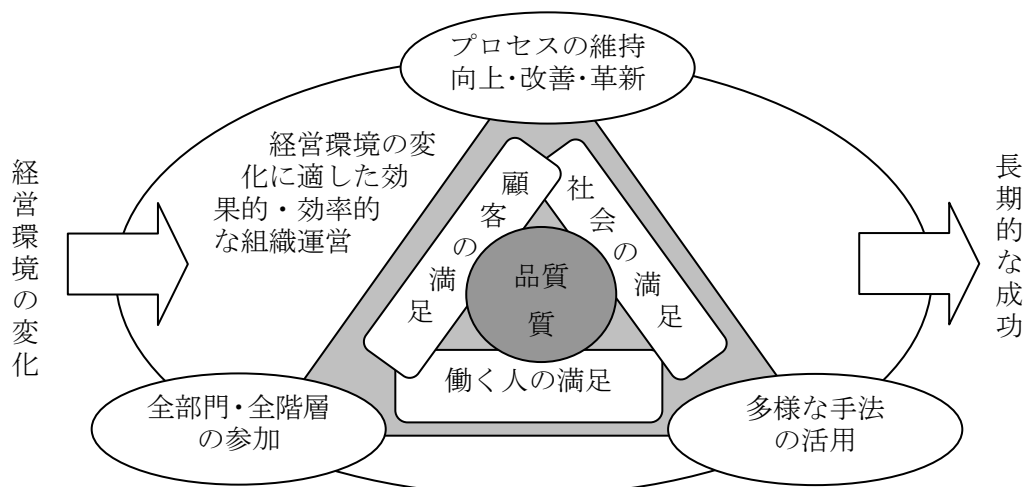 プロセスの維持
向上・改善・革新
経営環境の変
化に適した効
果的・効率的
な組織運営
経営環境の変化
顧客の満足
社会の満足
品質
質
働く人の満足
長期的な成功
全部門・全階層
の参加
多様な手法
の活用